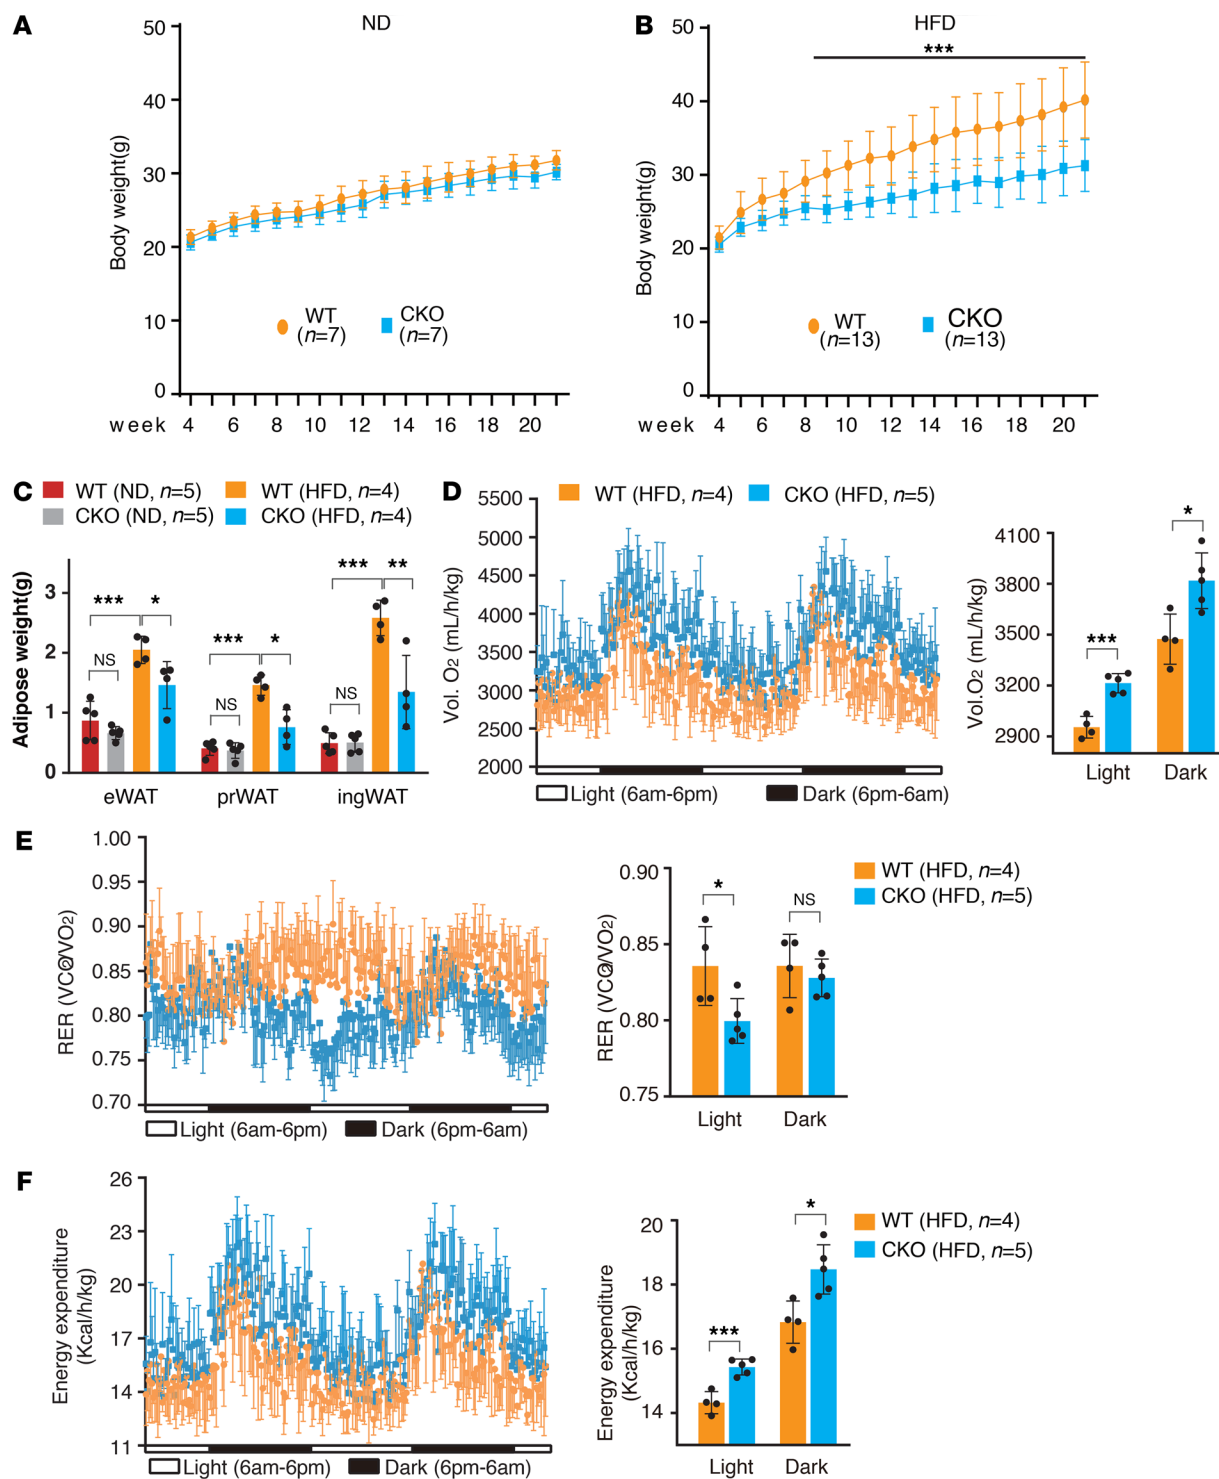 A
ND
50
40
30
20
10
0
Body weight(g)
WT
(n=7)
CKO
(n=7)
week 4 6 8 10 12 14 16 18 20
B
HFD
***
50
40
30
20
10
0
Body weight(g)
WT
(n=13)
CKO
(n=13)
week 4 6 8 10 12 14 16 18 20
C
WT (ND, n=5)
WT (HFD, n=4)
CKO (ND, n=5)
CKO (HFD, n=4)
Adipose weight(g)
3
2
1
0
NS
***
*
NS
***
*
NS
***
**
eWAT prWAT ingWAT
D
WT (HFD, n=4)
CKO (HFD, n=5)
5500
5000
4500
4000
3500
3000
2500
2000
Vol. O2 (mL/h/kg)
Light (6am-6pm)
Dark (6pm-6am)
4100
3800
3500
3200
2900
Vol.O2 (mL/h/kg)
***
*
Light Dark
E
1.00
0.95
0.90
0.85
0.80
0.75
0.70
RER (VCO2/VO2)
Light (6am-6pm)
Dark (6pm-6am)
0.90
0.85
0.80
0.75
RER (VCO2/VO2)
*
NS
Light Dark
WT (HFD, n=4)
CKO (HFD, n=5)
F
26
23
20
17
14
11
Energy expenditure
(Kcal/h/kg)
Light (6am-6pm)
Dark (6pm-6am)
20
18
16
14
Energy expenditure
(Kcal/h/kg)
***
*
Light Dark
WT (HFD, n=4)
CKO (HFD, n=5)